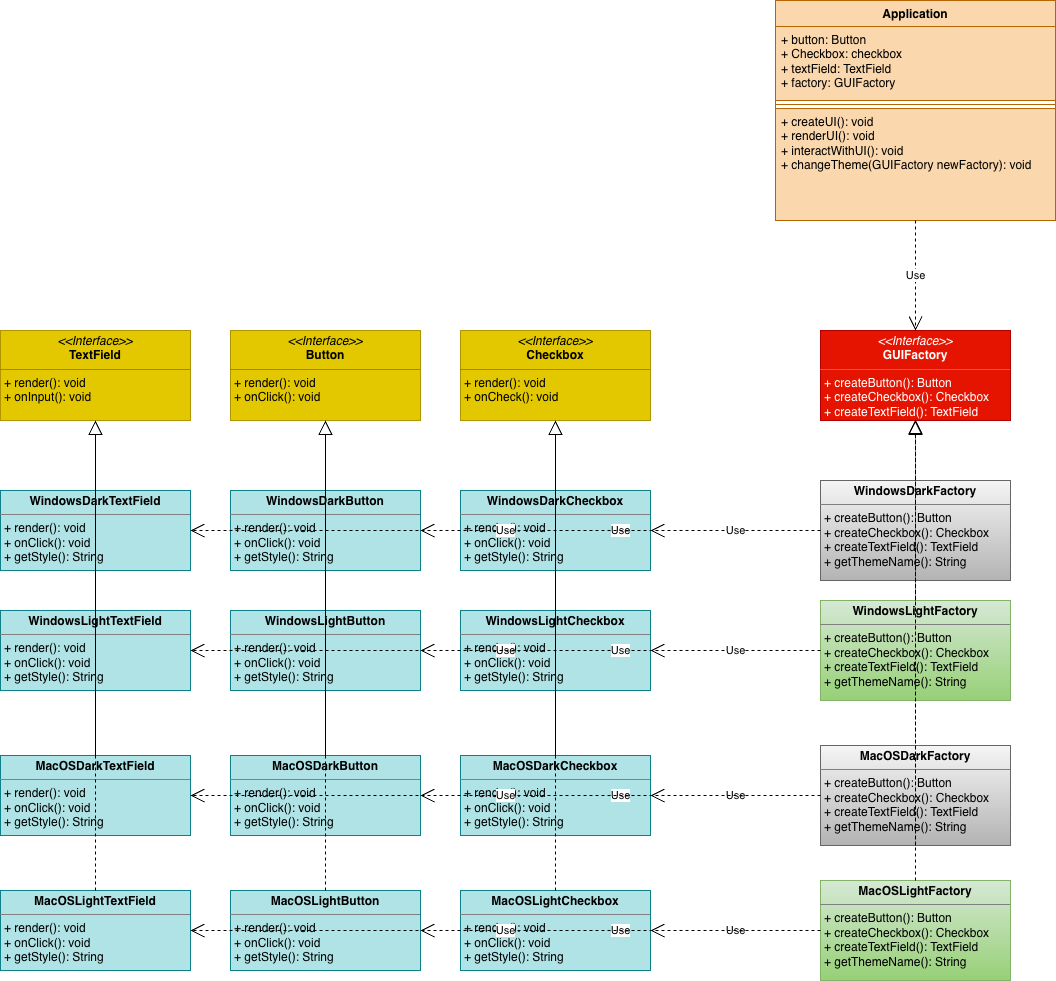 Application
+ button: Button
+ Checkbox: checkbox
+ textField: TextField
+ factory: GUIFactory
+ createUI(): void
+ renderUI(): void
+ interactWithUI(): void
+ changeTheme(GUIFactory newFactory): void
Use
<<Interface>>
TextField
+ render(): void
+ onInput(): void
<<Interface>>
Button
+ render(): void
+ onClick(): void
<<Interface>>
Checkbox
+ render(): void
+ onCheck(): void
<<Interface>>
GUIFactory
+ createButton(): Button
+ createCheckbox(): Checkbox
+ createTextField(): TextField
WindowsDarkTextField
+ render(): void
+ onClick(): void
+ getStyle(): String
WindowsDarkButton
+ render(): void
+ onClick(): void
+ getStyle(): String
WindowsDarkCheckbox
+ render(): void
+ onClick(): void
+ getStyle(): String
Use
Use
Use
WindowsDarkFactory
+ createButton(): Button
+ createCheckbox(): Checkbox
+ createTextField(): TextField
+ getThemeName(): String
WindowsLightTextField
+ render(): void
+ onClick(): void
+ getStyle(): String
WindowsLightButton
+ render(): void
+ onClick(): void
+ getStyle(): String
WindowsLightCheckbox
+ render(): void
+ onClick(): void
+ getStyle(): String
Use
Use
Use
WindowsLightFactory
+ createButton(): Button
+ createCheckbox(): Checkbox
+ createTextField(): TextField
+ getThemeName(): String
MacOSDarkTextField
+ render(): void
+ onClick(): void
+ getStyle(): String
MacOSDarkButton
+ render(): void
+ onClick(): void
+ getStyle(): String
MacOSDarkCheckbox
+ render(): void
+ onClick(): void
+ getStyle(): String
Use
Use
Use
MacOSDarkFactory
+ createButton(): Button
+ createCheckbox(): Checkbox
+ createTextField(): TextField
+ getThemeName(): String
MacOSLightTextField
+ render(): void
+ onClick(): void
+ getStyle(): String
MacOSLightButton
+ render(): void
+ onClick(): void
+ getStyle(): String
MacOSLightCheckbox
+ render(): void
+ onClick(): void
+ getStyle(): String
Use
Use
Use
MacOSLightFactory
+ createButton(): Button
+ createCheckbox(): Checkbox
+ createTextField(): TextField
+ getThemeName(): String